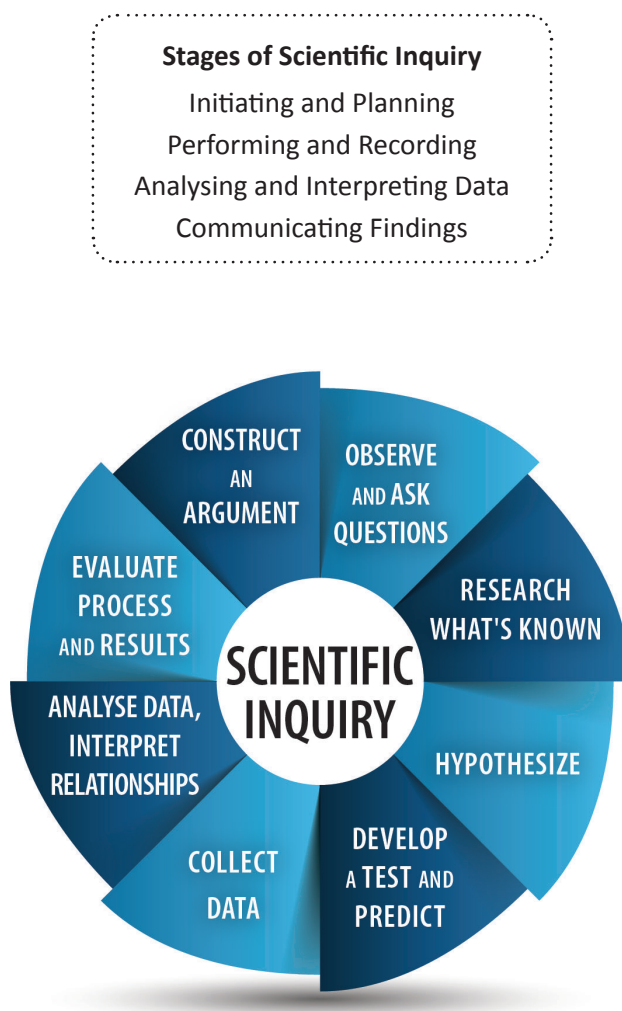 Stages of Scientific Inquiry
Initiating and Planning
Performing and Recording
Analysing and Interpreting Data
Communicating Findings
OBSERVE
AND ASK
QUESTIONS
RESEARCH
WHAT'S KNOWN
HYPOTHESIZE
DEVELOP
A TEST AND
PREDICT
COLLECT
DATA
ANALYSE DATA,
INTERPRET
RELATIONSHIPS
EVALUATE
PROCESS
AND RESULTS
CONSTRUCT
AN
ARGUMENT
SCIENTIFIC
INQUIRY